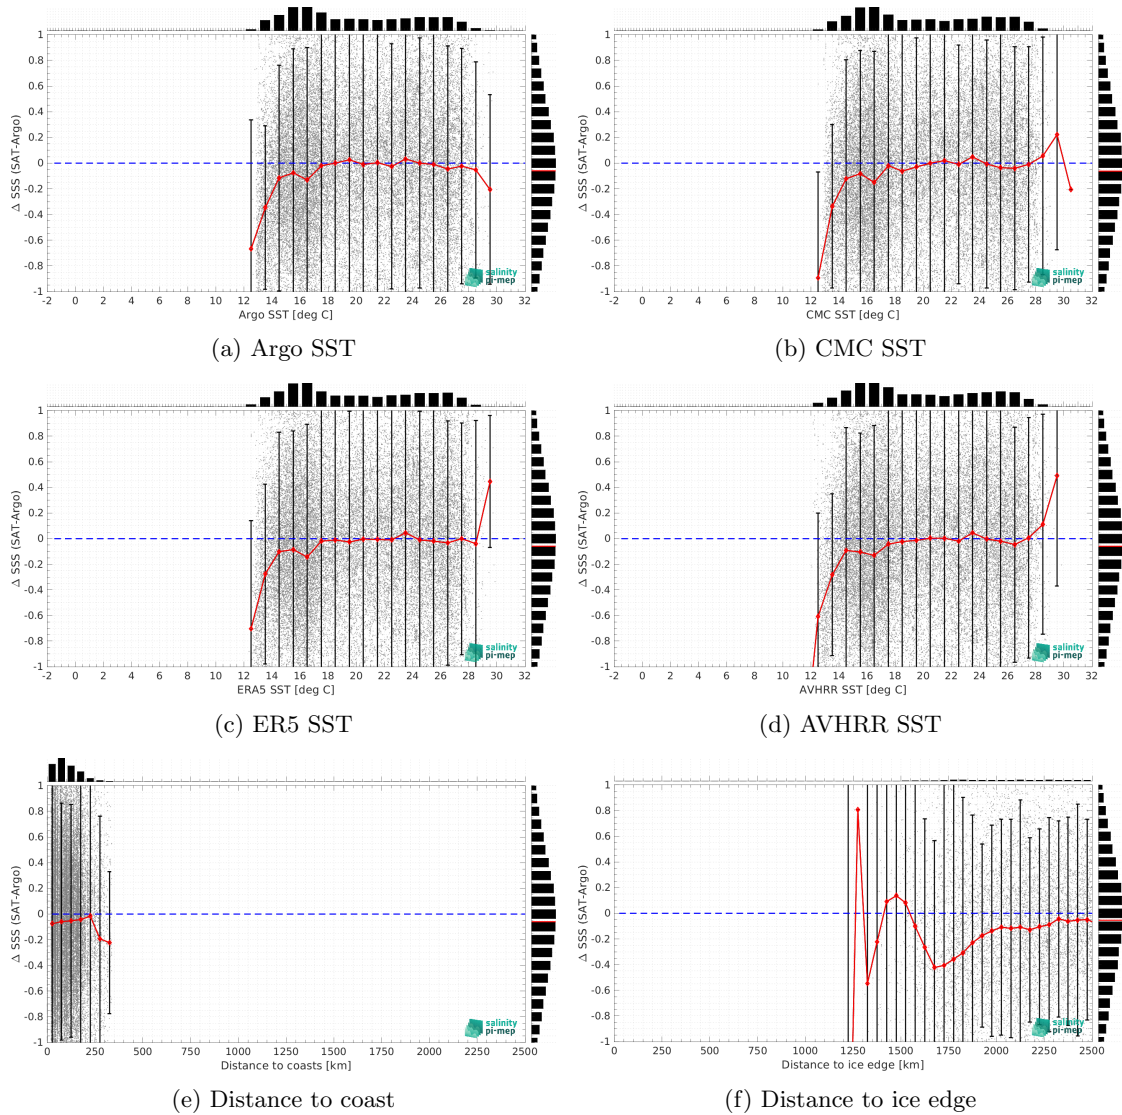 1
0.8
0.6
0.4
0.2
0
-0.2
-0.4
-0.6
-0.8
-1
Δ SSS (SAT-Argo)
salinity
pi-mep
-2 0 2 4 6 8 10 12 14 16 18 20 22 24 26 28 30 32
Argo SST [deg C]
(a) Argo SST
1
0.8
0.6
0.4
0.2
0
-0.2
-0.4
-0.6
-0.8
-1
Δ SSS (SAT-Argo)
salinity
pi-mep
-2 0 2 4 6 8 10 12 14 16 18 20 22 24 26 28 30 32
CMC SST [deg C]
(b) CMC SST
1
0.8
0.6
0.4
0.2
0
-0.2
-0.4
-0.6
-0.8
-1
Δ SSS (SAT-Argo)
salinity
pi-mep
-2 0 2 4 6 8 10 12 14 16 18 20 22 24 26 28 30 32
ERA5 SST [deg C]
(c) ER5 SST
1
0.8
0.6
0.4
0.2
0
-0.2
-0.4
-0.6
-0.8
-1
Δ SSS (SAT-Argo)
salinity
pi-mep
-2 0 2 4 6 8 10 12 14 16 18 20 22 24 26 28 30 32
AVHRR SST [deg C]
(d) AVHRR SST
1
0.8
0.6
0.4
0.2
0
-0.2
-0.4
-0.6
-0.8
-1
Δ SSS (SAT-Argo)
salinity
pi-mep
0 250 500 750 1000 1250 1500 1750 2000 2250 2500
Distance to coasts [km]
(e) Distance to coast
1
0.8
0.6
0.4
0.2
0
-0.2
-0.4
-0.6
-0.8
-1
Δ SSS (SAT-Argo)
salinity
pi-mep
0 250 500 750 1000 1250 1500 1750 2000 2250 2500
Distance to ice edge [km]
(f) Distance to ice edge